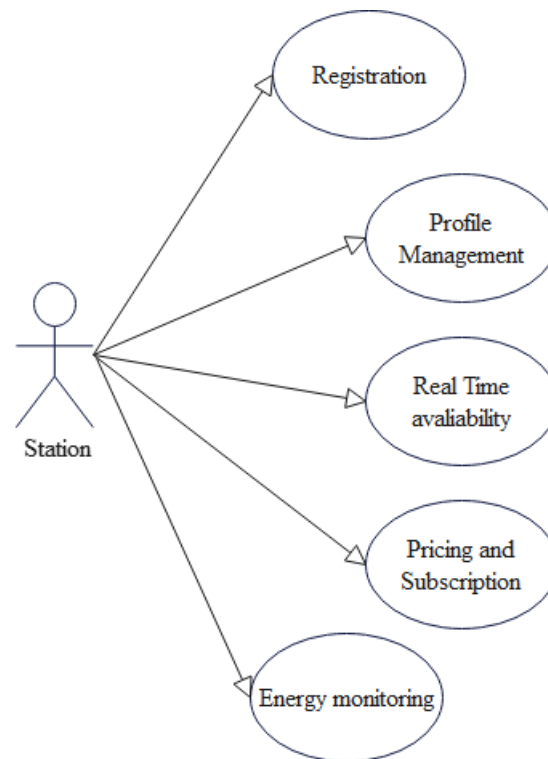 Registration
Profile
Management
Real Time
avaliability
Station
Pricing and
Subscription
Energy monitoring